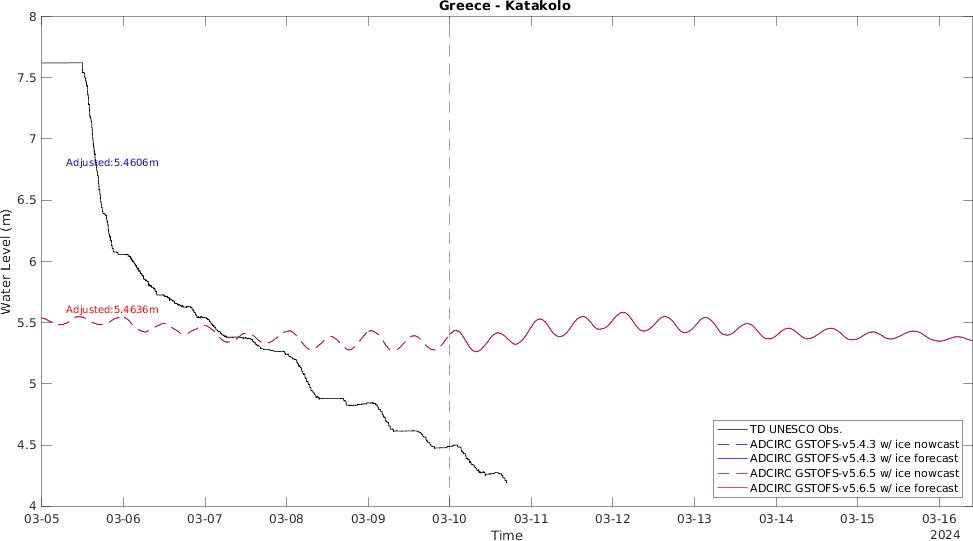 Greece - Katakolo
8
7.5
7
6.5
6
5.5
5
4.5
4
Water Level (m)
Adjusted:5.4606m
Adjusted:5.4636m
TD UNESCO Obs.
ADCIRC GSTOFS-v5.4.3 w/ ice nowcast
ADCIRC GSTOFS-v5.4.3 w/ ice forecast
ADCIRC GSTOFS-v5.6.5 w/ ice nowcast
ADCIRC GSTOFS-v5.6.5 w/ ice forecast
03-05 03-06 03-07 03-08 03-09 03-10 03-11 03-12 03-13 03-14 03-15 03-16
Time
2024